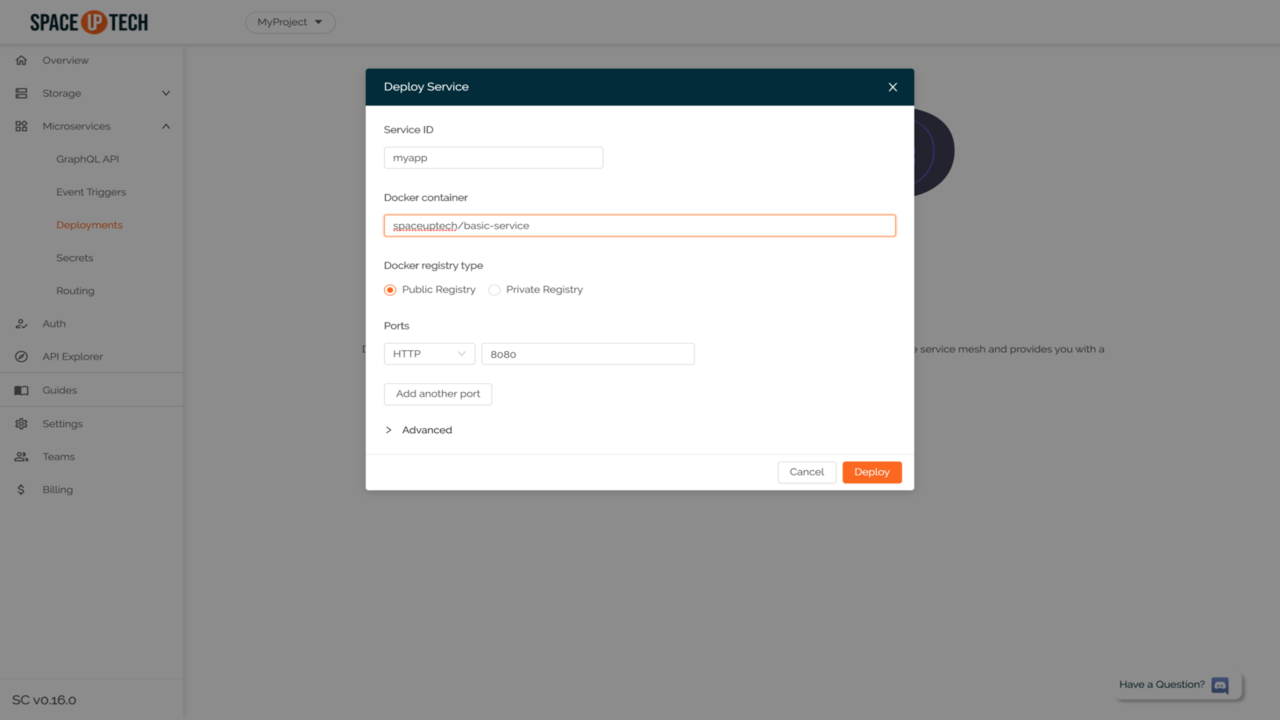 SPACE UP TECH
MyProject
Overview
Storage
Microservices
GraphQL API
Event Triggers
Deployments
Secrets
Routing
Auth
API Explorer
Guides
Settings
Teams
Billing
SC v0.16.0
Deploy Service
Service ID
myapp
Docker container
spaceuptech/basic-service
Docker registry type
Public Registry Private Registry
Ports
HTTP 8080
Add another port
Advanced
Cancel Deploy
service mesh and provides you with a
Have a Question?